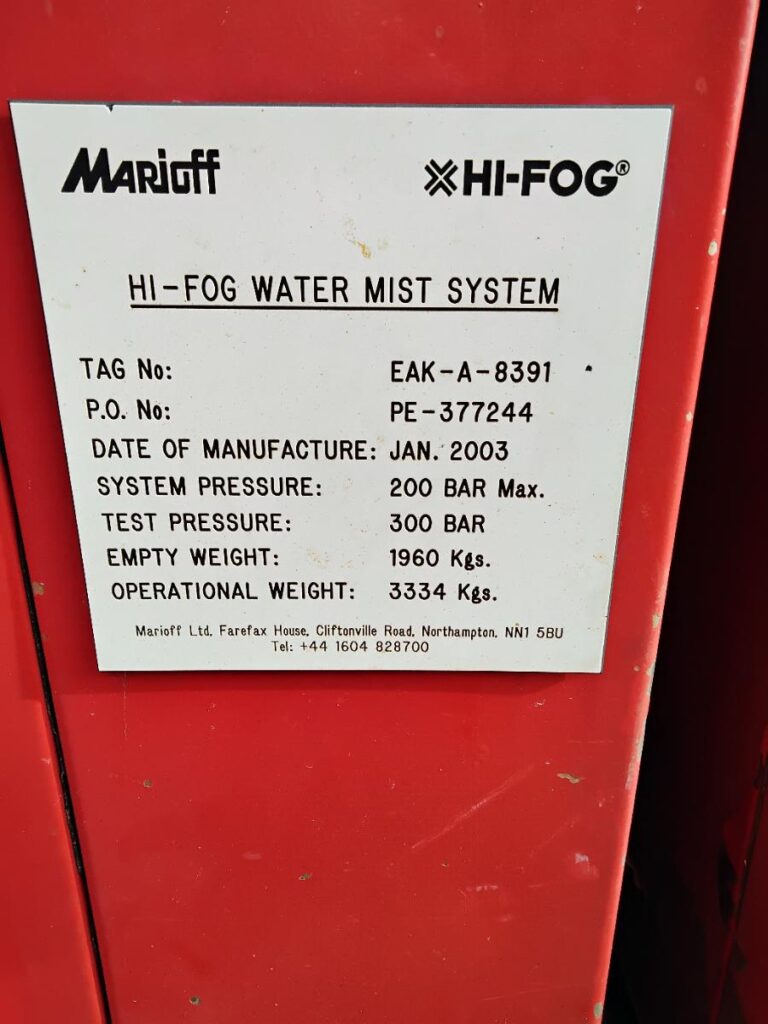 MARIOFF HI-FOG®
HI-FOG WATER MIST SYSTEM
TAG No: EAK-A-8391
P.O. No: PE-377244
DATE OF MANUFACTURE: JAN. 2003
SYSTEM PRESSURE: 200 BAR Max.
TEST PRESSURE: 300 BAR
EMPTY WEIGHT: 1960 Kgs.
OPERATIONAL WEIGHT: 3334 Kgs.
Marioff Ltd, Farefax House, Cliftonville Road, Northampton, NN1 5BU
Tel: +44 1604 828700